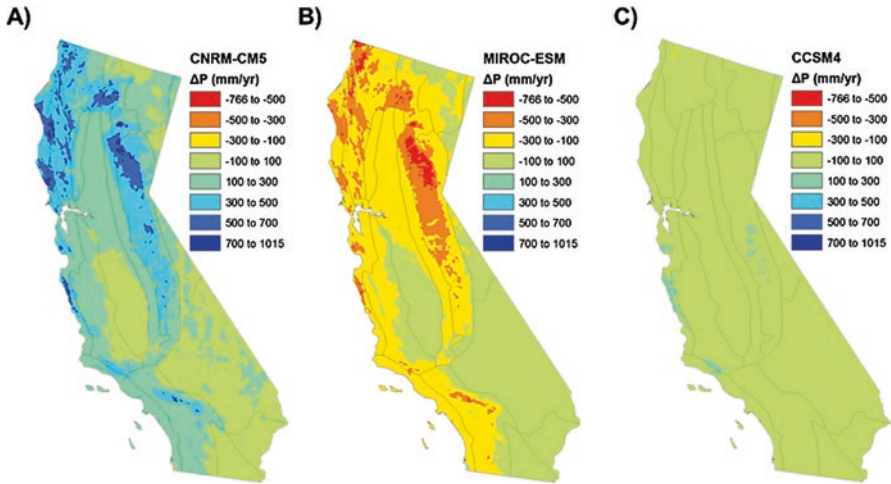 A)
CNRM-CM5
ΔP (mm/yr)
-766 to -500
-500 to -300
-300 to -100
-100 to 100
100 to 300
300 to 500
500 to 700
700 to 1015
B)
MIROC-ESM
ΔP (mm/yr)
-766 to -500
-500 to -300
-300 to -100
-100 to 100
100 to 300
300 to 500
500 to 700
700 to 1015
C)
CCSM4
ΔP (mm/yr)
-766 to -500
-500 to -300
-300 to -100
-100 to 100
100 to 300
300 to 500
500 to 700
700 to 1015